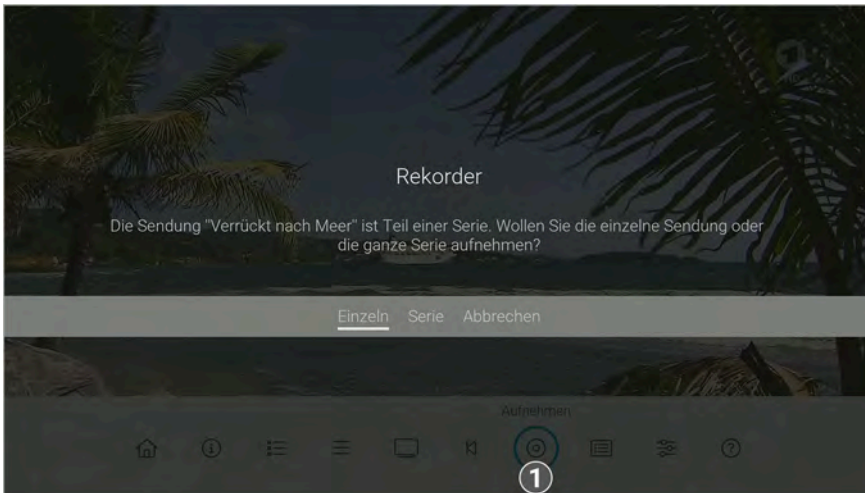 Rekorder
Die Sendung "Verrückt nach Meer" ist Teil einer Serie. Wollen Sie die einzelne Sendung oder
die ganze Serie aufnehmen?
Einzeln Serie Abbrechen
Aufnehmen
1